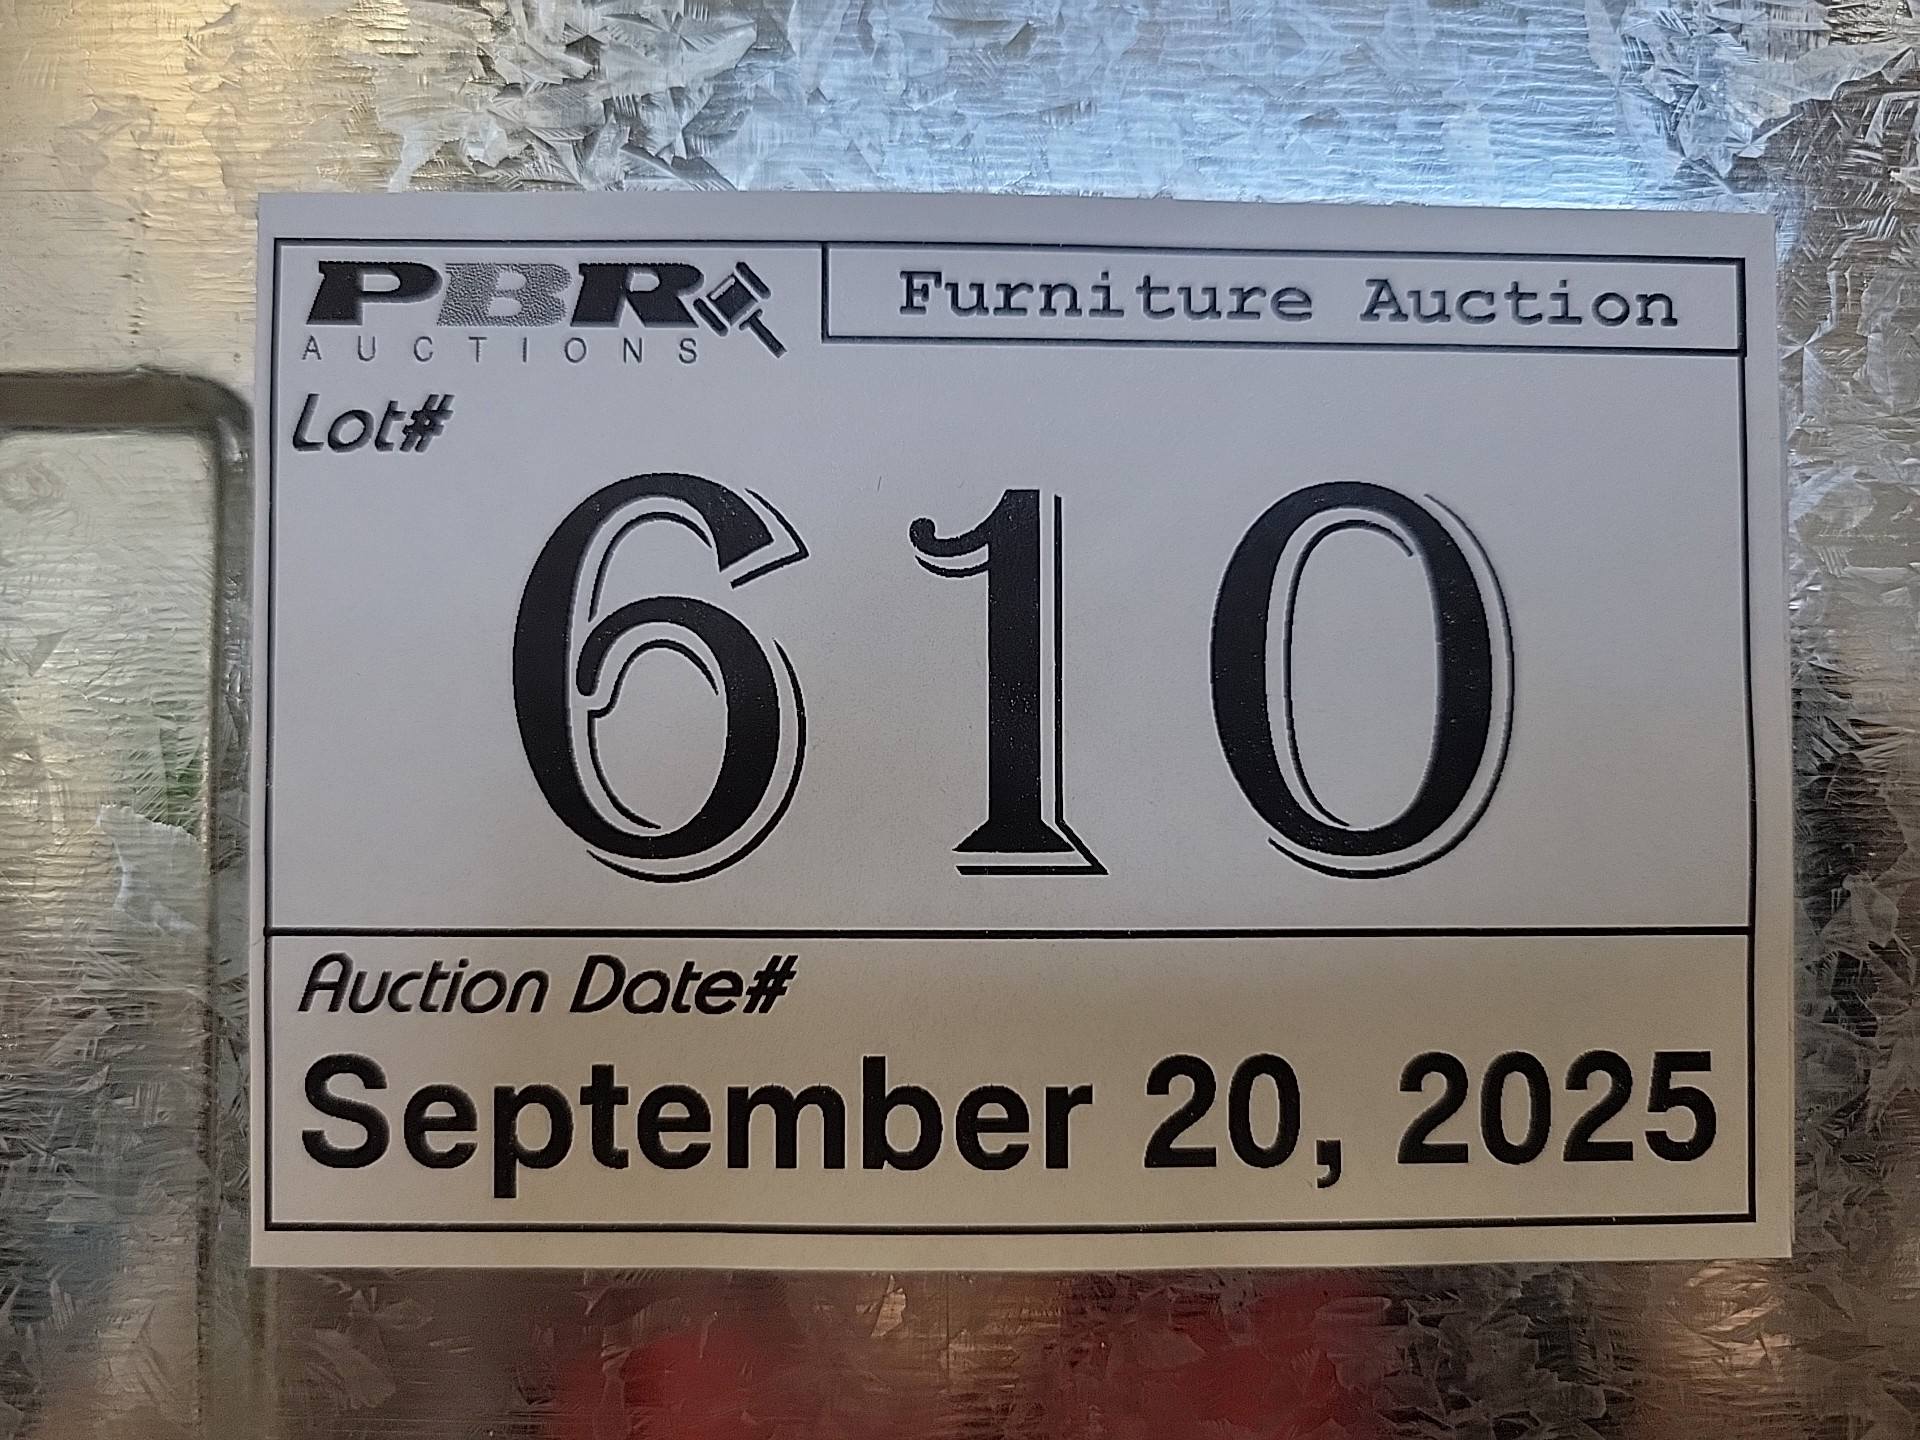 PBR
AUCTIONS
Furniture Auction
Lot#
610
Auction Date#
September 20, 2025